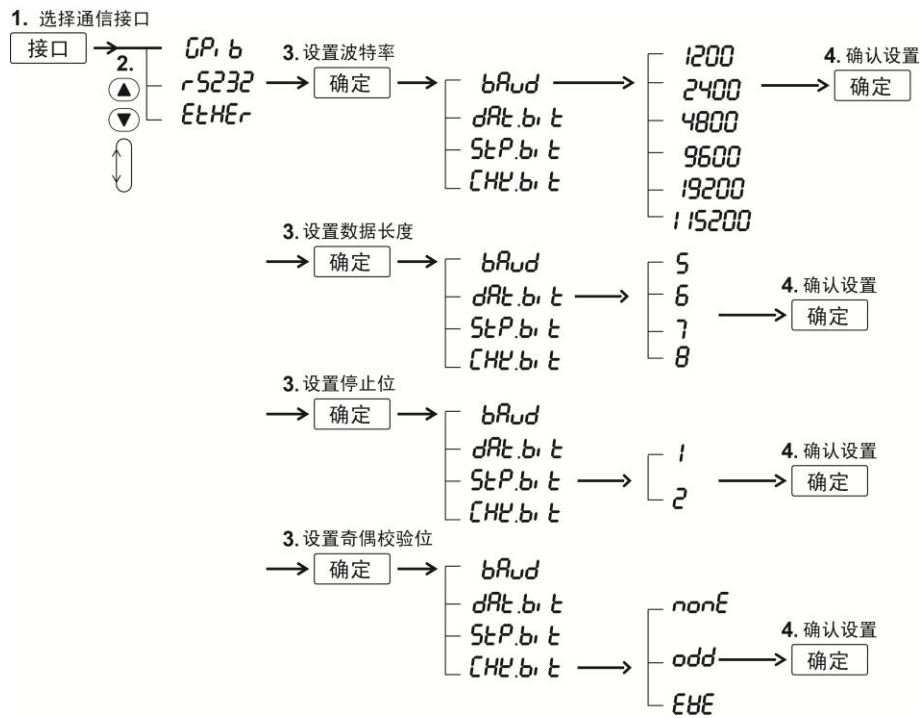 1. 选择通信接口
接口
2.
GPib
rS232
EtHEr
3. 设置波特率
确定
bAud
dAt.bit
StP.bit
CHK.bit
1200
2400
4800
9600
19200
115200
4. 确认设置
确定
3. 设置数据长度
确定
bAud
dAt.bit
StP.bit
CHK.bit
5
6
7
8
4. 确认设置
确定
3. 设置停止位
确定
bAud
dAt.bit
StP.bit
CHK.bit
1
2
4. 确认设置
确定
3. 设置奇偶校验位
确定
bAud
dAt.bit
StP.bit
CHK.bit
nonE
odd
EVE
4. 确认设置
确定